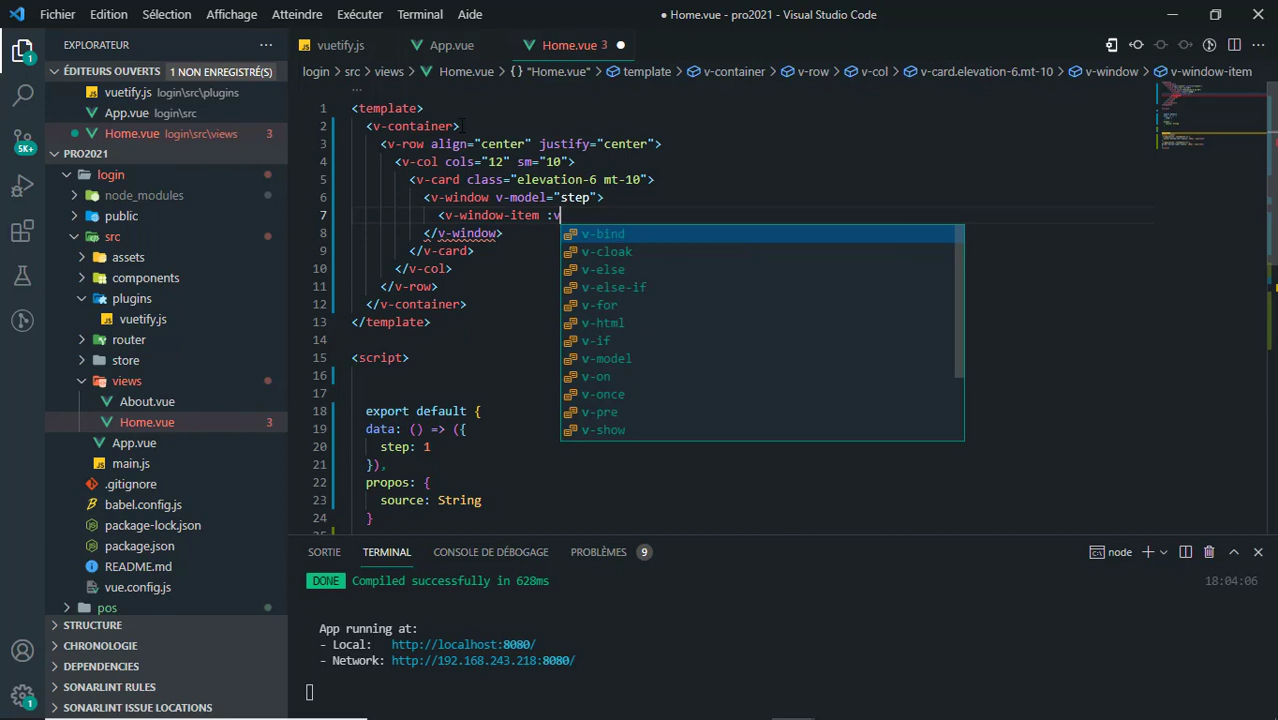 Fichier Edition Sélection Affichage Atteindre Exécuter Terminal Aide
● Home.vue - pro2021 - Visual Studio Code
EXPLORATEUR
ÉDITEURS OUVERTS 1 NON ENREGISTRÉ(S)
vuetify.js login\src\plugins
App.vue login\src
Home.vue login\src\views 3
PRO2021
login
node_modules
public
src
assets
components
plugins
vuetify.js
router
store
views
About.vue
Home.vue 3
App.vue
main.js
.gitignore
babel.config.js
package-lock.json
package.json
README.md
vue.config.js
pos
STRUCTURE
CHRONOLOGIE
DEPENDENCIES
SONARLINT RULES
SONARLINT ISSUE LOCATIONS
1
5K+
1
vuetify.js App.vue Home.vue 3 ●
login > src > views > Home.vue > {} "Home.vue" > template > v-container > v-row > v-col > v-card.elevation-6.mt-10 > v-window > v-window-item
1 <template>
2 <v-container>
3 <v-row align="center" justify="center">
4 <v-col cols="12" sm="10">
5 <v-card class="elevation-6 mt-10">
6 <v-window v-model="step">
7 <v-window-item :v
8 </v-window>
9 </v-card>
10 </v-col>
11 </v-row>
12 </v-container>
13 </template>
14
15 <script>
16
17
18 export default {
19 data: () => ({
20 step: 1
21 }),
22 propos: {
23 source: String
24 }
v-bind
v-cloak
v-else
v-else-if
v-for
v-html
v-if
v-model
v-on
v-once
v-pre
v-show
SORTIE TERMINAL CONSOLE DE DÉBOGAGE PROBLÈMES 9
node
DONE Compiled successfully in 628ms 18:04:06
App running at:
- Local: http://localhost:8080/
- Network: http://192.168.243.218:8080/